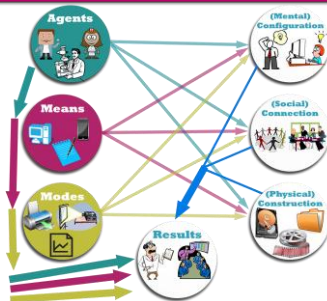 Agents
(Mental)
Configuration
Means
(Social)
Connection
Modes
(Physical)
Construction
Results